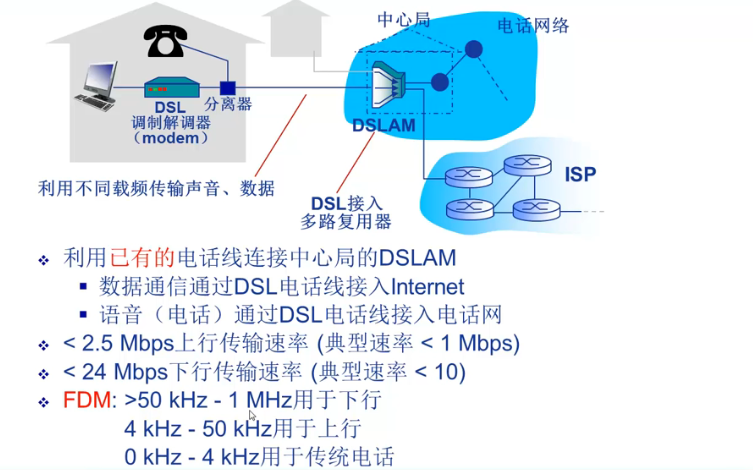 中心局
电话网络
DSL
调制解调器
（modem）
分离器
DSLAM
ISP
利用不同载频传输声音、数据
DSL接入
多路复用器
利用已有的电话线连接中心局的DSLAM
数据通信通过DSL电话线接入Internet
语音（电话）通过DSL电话线接入电话网
< 2.5 Mbps上行传输速率 (典型速率 < 1 Mbps)
< 24 Mbps下行传输速率 (典型速率 < 10)
FDM: >50 kHz - 1 MHz用于下行
4 kHz - 50 kHz用于上行
0 kHz - 4 kHz用于传统电话